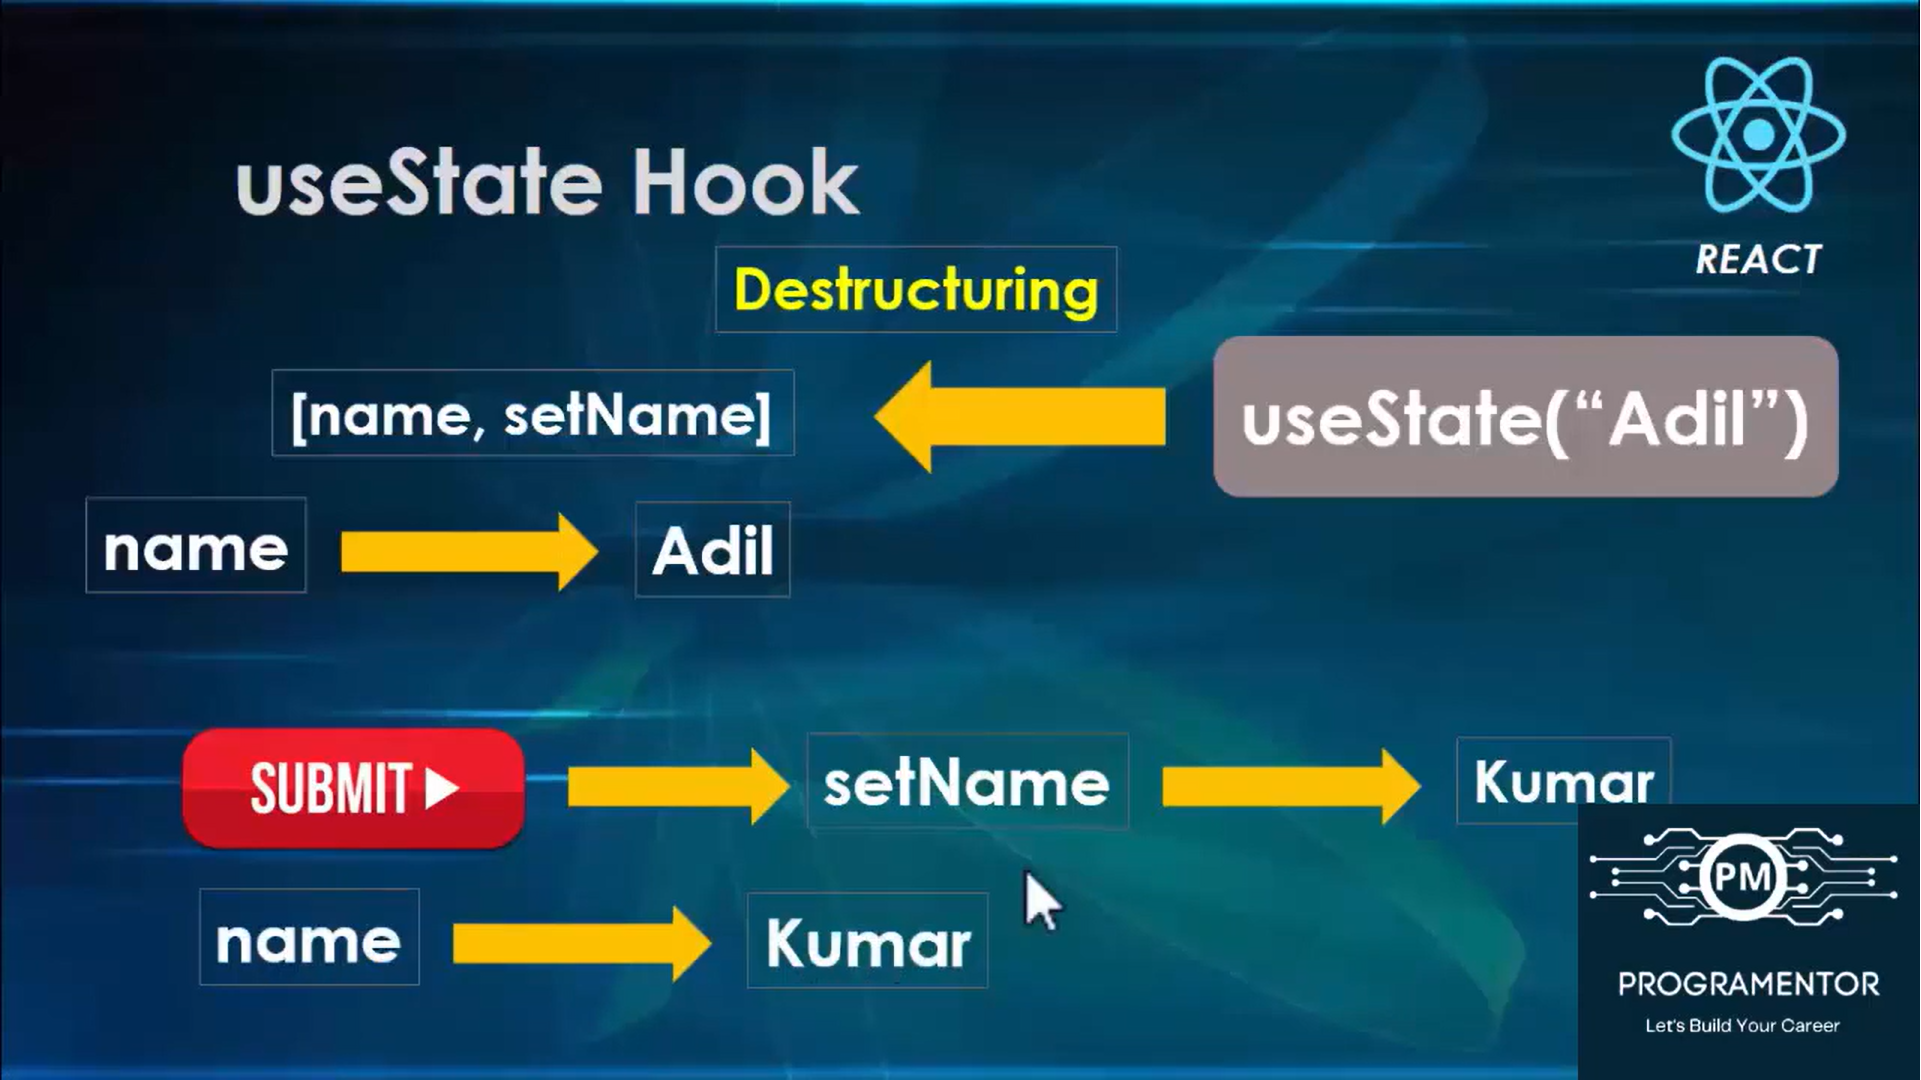 useState Hook
REACT
Destructuring
[name, setName]
useState(“Adil”)
name
Adil
SUBMIT
setName
Kumar
name
Kumar
PM
PROGRAMENTOR
Let's Build Your Career